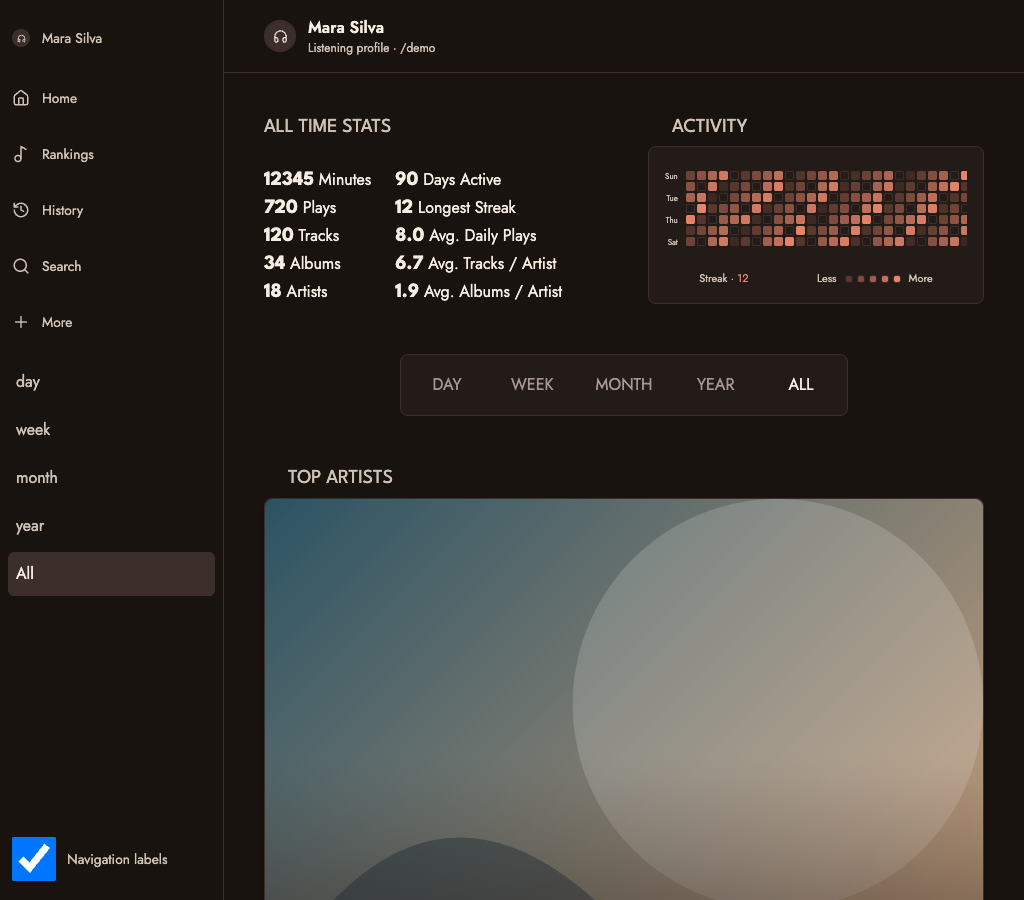 Mara Silva
Home
Rankings
History
Search
More
day
week
month
year
All
Navigation labels
Mara Silva
Listening profile · /demo
ALL TIME STATS
12345 Minutes
720 Plays
120 Tracks
34 Albums
18 Artists
90 Days Active
12 Longest Streak
8.0 Avg. Daily Plays
6.7 Avg. Tracks / Artist
1.9 Avg. Albums / Artist
ACTIVITY
Sun
Tue
Thu
Sat
Streak · 12
Less
More
DAY WEEK MONTH YEAR ALL
TOP ARTISTS